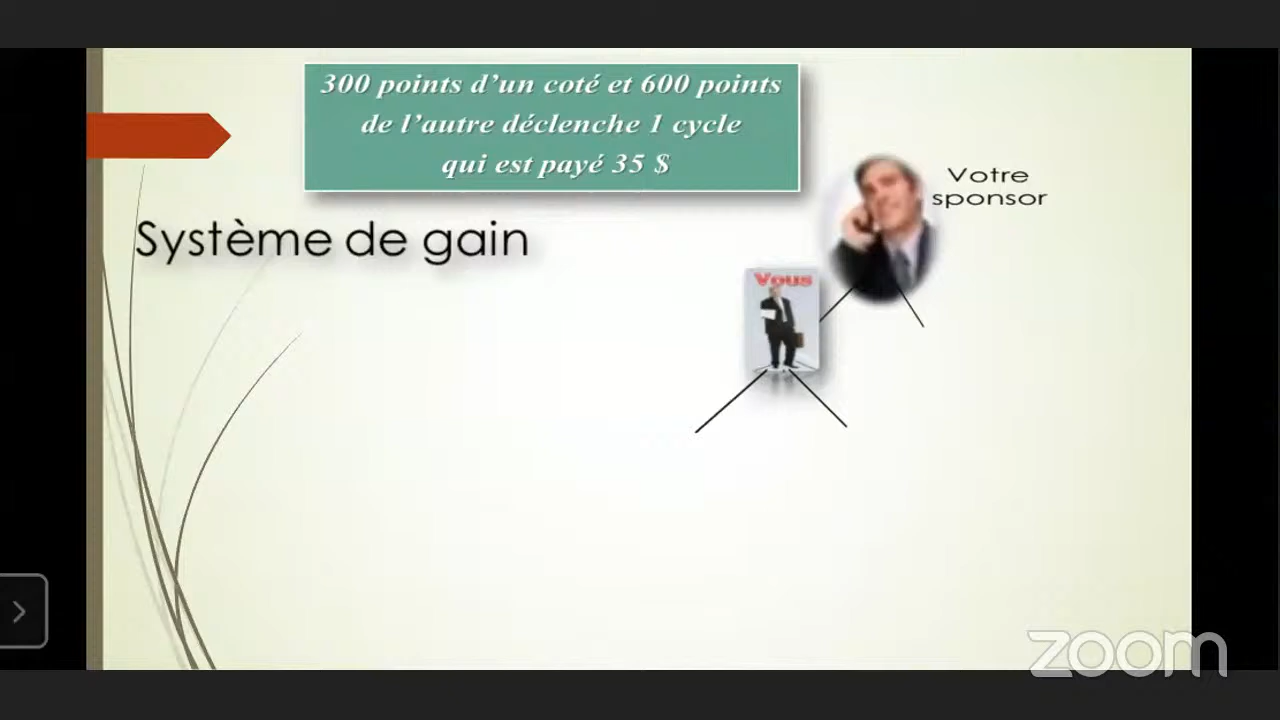 300 points d'un coté et 600 points
de l'autre déclenche 1 cycle
qui est payé 35 $
Votre
sponsor
Système de gain
Vous
zoom